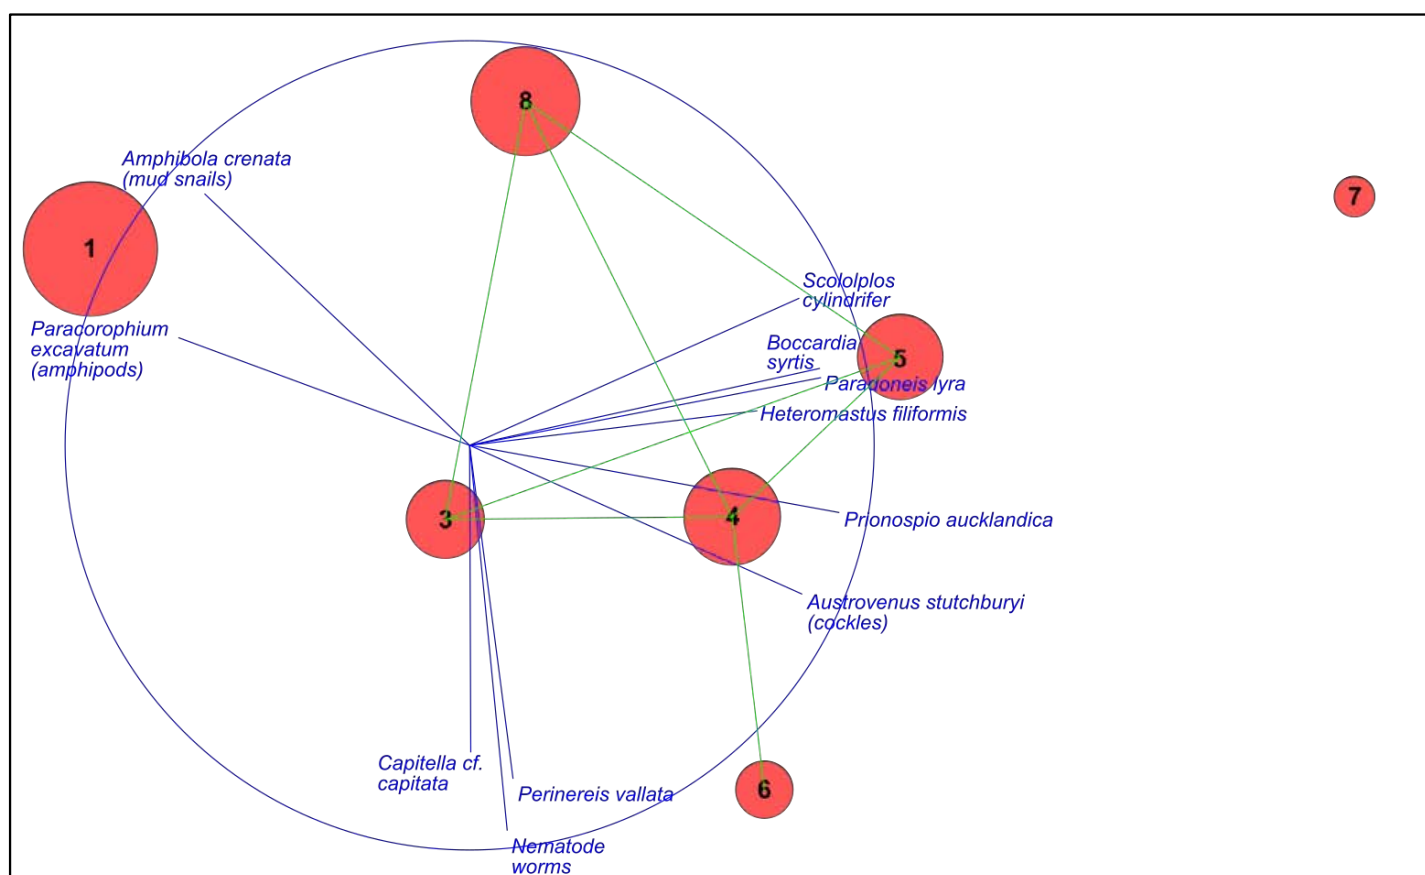 8
Amphibola crenata
(mud snails)
7
1
Scololplos
cylindrifer
Paracorophium
excavatum
(amphipods)
Boccardia
syrtis
5
Paradoneis lyra
Heteromastus filiformis
3
4
Prionospio aucklandica
Austrovenus stutchburyi
(cockles)
Capitella cf.
capitata
Perinereis vallata
6
Nematode
worms